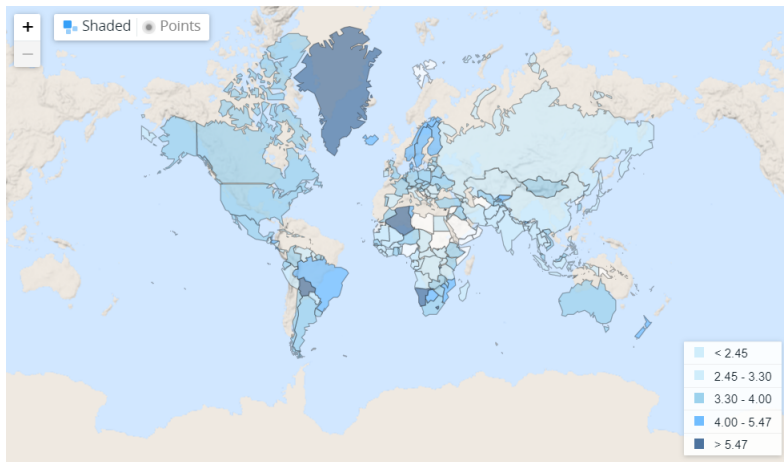 +
Shaded Points
−
< 2.45
2.45 - 3.30
3.30 - 4.00
4.00 - 5.47
> 5.47